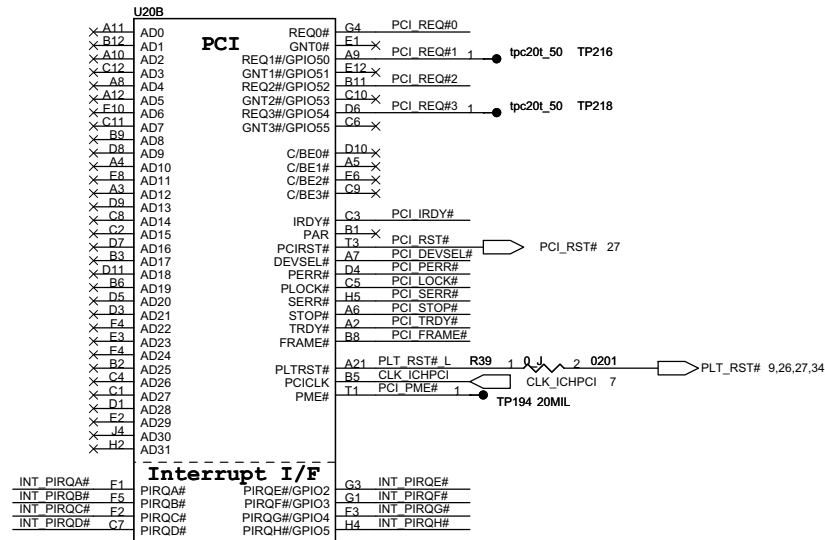 U20B
PCI
A11 AD0 REQ0# G4 PCI_REQ#0
B12 AD1 GNT0# E1
A10 AD2 REQ1#/GPIO50 A9 PCI_REQ#1 1 tpc20t_50 TP216
C12 AD3 GNT1#/GPIO51 E12
A8 AD4 REQ2#/GPIO52 B11 PCI_REQ#2
A12 AD5 GNT2#/GPIO53 C10
E10 AD6 REQ3#/GPIO54 D6 PCI_REQ#3 1 tpc20t_50 TP218
C11 AD7 GNT3#/GPIO55 C6
B9 AD8
D8 AD9 C/BE0# D10
A4 AD10 C/BE1# A5
E8 AD11 C/BE2# E6
A3 AD12 C/BE3# C9
D9 AD13
C8 AD14 IRDY# C3 PCI_IRDY#
C2 AD15 PAR B1
D7 AD16 PCIRST# T3 PCI_RST# PCI_RST# 27
B3 AD17 DEVSEL# A7 PCI_DEVSEL#
D11 AD18 PERR# D4 PCI_PERR#
B6 AD19 PLOCK# C5 PCI_LOCK#
D5 AD20 SERR# H5 PCI_SERR#
D3 AD21 STOP# A6 PCI_STOP#
F4 AD22 TRDY# A2 PCI_TRDY#
E3 AD23 FRAME# B8 PCI_FRAME#
E4 AD24
B2 AD25 PLTRST# A21 PLT_RST#_L R39 1 0_J 2 0201 PLT_RST# 9,26,27,34
C4 AD26 PCICLK B5 CLK_ICHPCI CLK_ICHPCI 7
C1 AD27 PME# T1 PCI_PME# 1 TP194 20MIL
D1 AD28
E2 AD29
J4 AD30
H2 AD31
Interrupt I/F
INT_PIRQA# F1 PIRQA# PIRQE#/GPIO2 G3 INT_PIRQE#
INT_PIRQB# F5 PIRQB# PIRQF#/GPIO3 G1 INT_PIRQF#
INT_PIRQC# F2 PIRQC# PIRQG#/GPIO4 F3 INT_PIRQG#
INT_PIRQD# C7 PIRQD# PIRQH#/GPIO5 H4 INT_PIRQH#